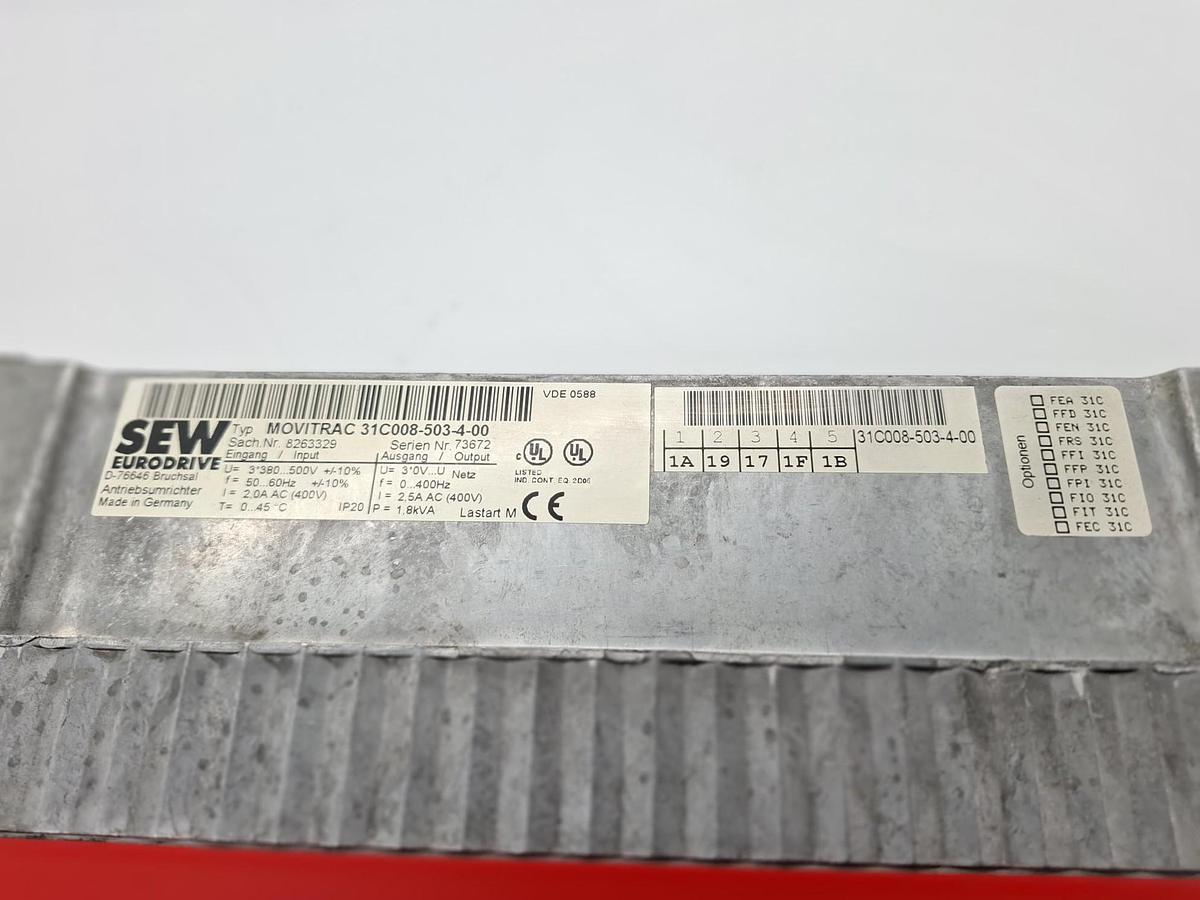 VDE 0588
SEW
EURODRIVE
D-76646 Bruchsal
Antriebsumrichter
Made in Germany
Typ MOVITRAC 31C008-503-4-00
Sach.Nr. 8263329 Serien Nr. 73672
Eingang / Input
U= 3*380...500V +/-10%
f = 50...60Hz +/-10%
I = 2,0A AC (400V)
T= 0...45 °C IP20
Ausgang / Output
U= 3*0V...U Netz
f = 0...400Hz
I = 2,5A AC (400V)
P = 1,8kVA Lastart M
C UL UL
LISTED
IND. CONT. EQ. 2D06
CE
1 2 3 4 5 31C008-503-4-00
1A 19 17 1F 1B
Optionen
FEA 31C
FFD 31C
FEN 31C
FRS 31C
FFI 31C
FFP 31C
FPI 31C
FIO 31C
FIT 31C
FEC 31C